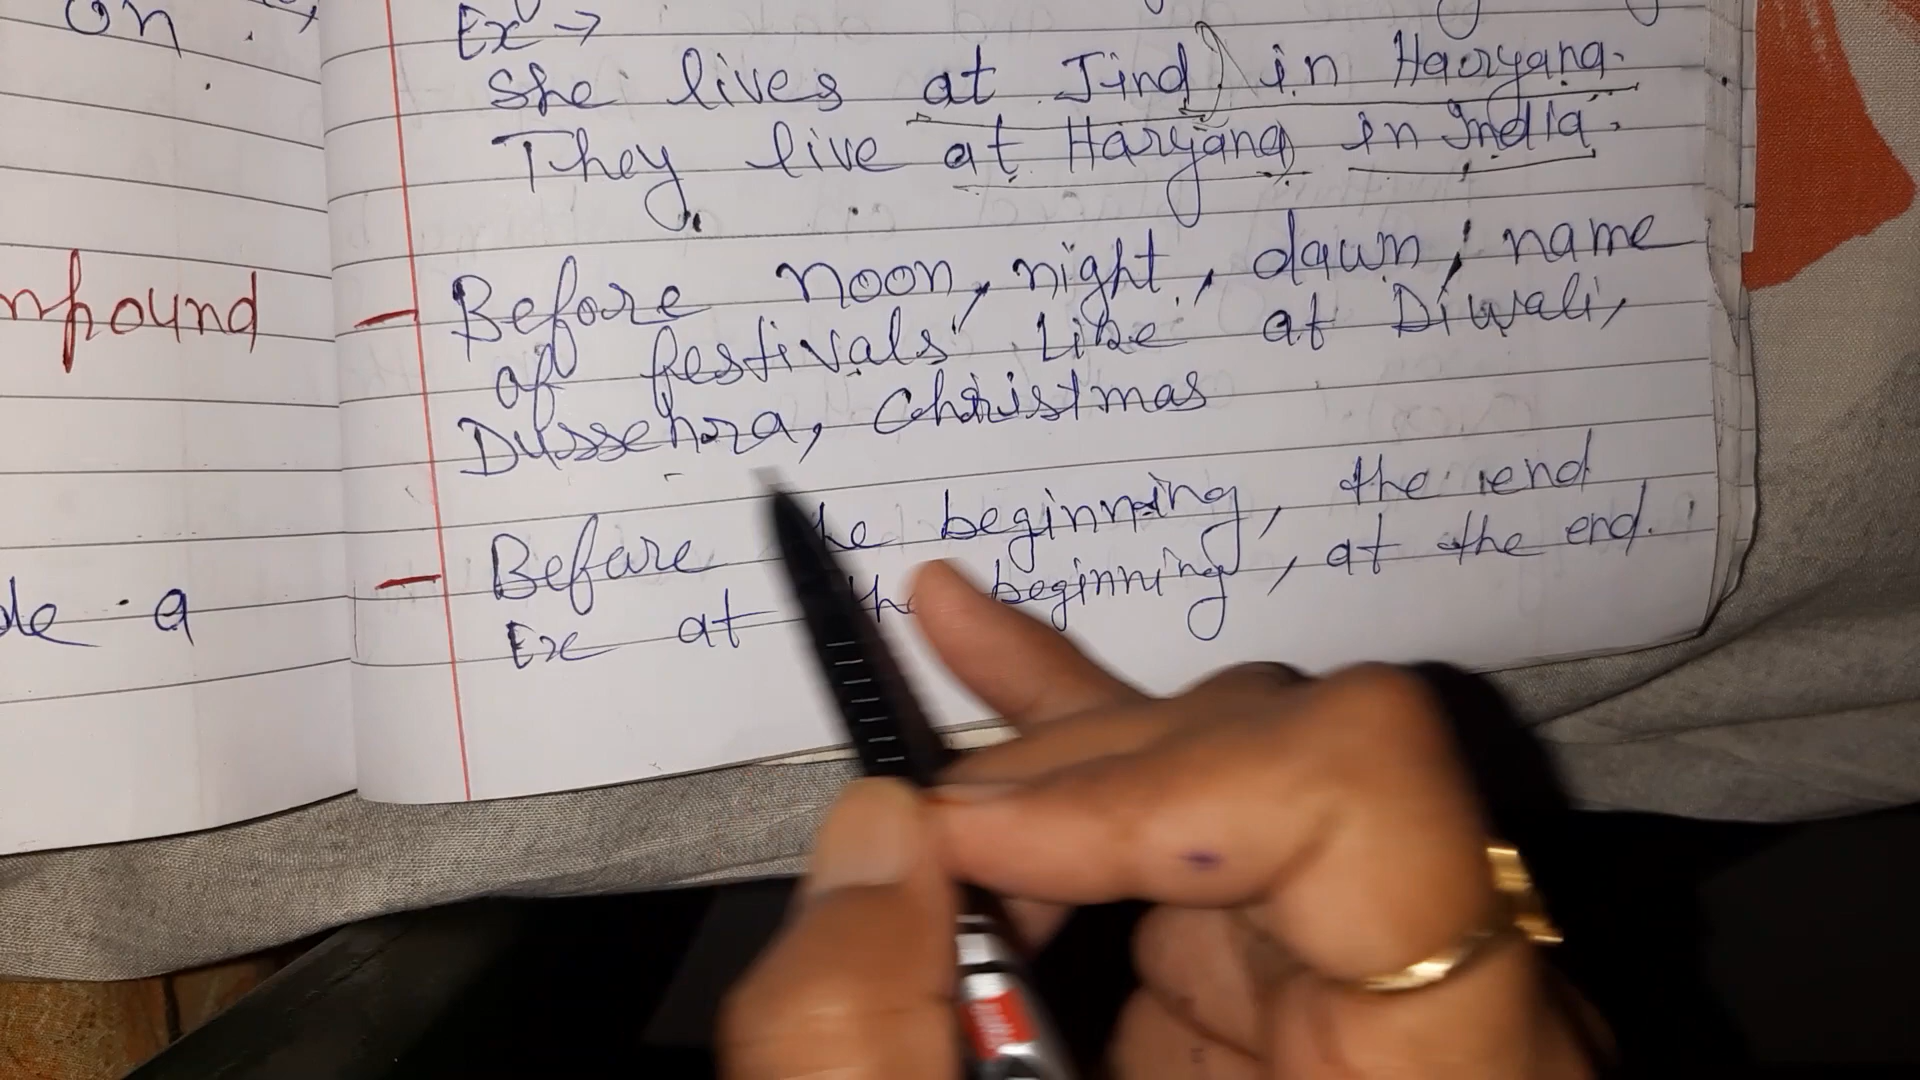 on.
Ex →
She lives at Jind in Haryana.
They live at Haryana in India.
Before noon, night, dawn, name
of festivals like at Diwali,
Dussehra, Christmas
Before the beginning, the end
Ex at the beginning, at the end.
mpound
de a